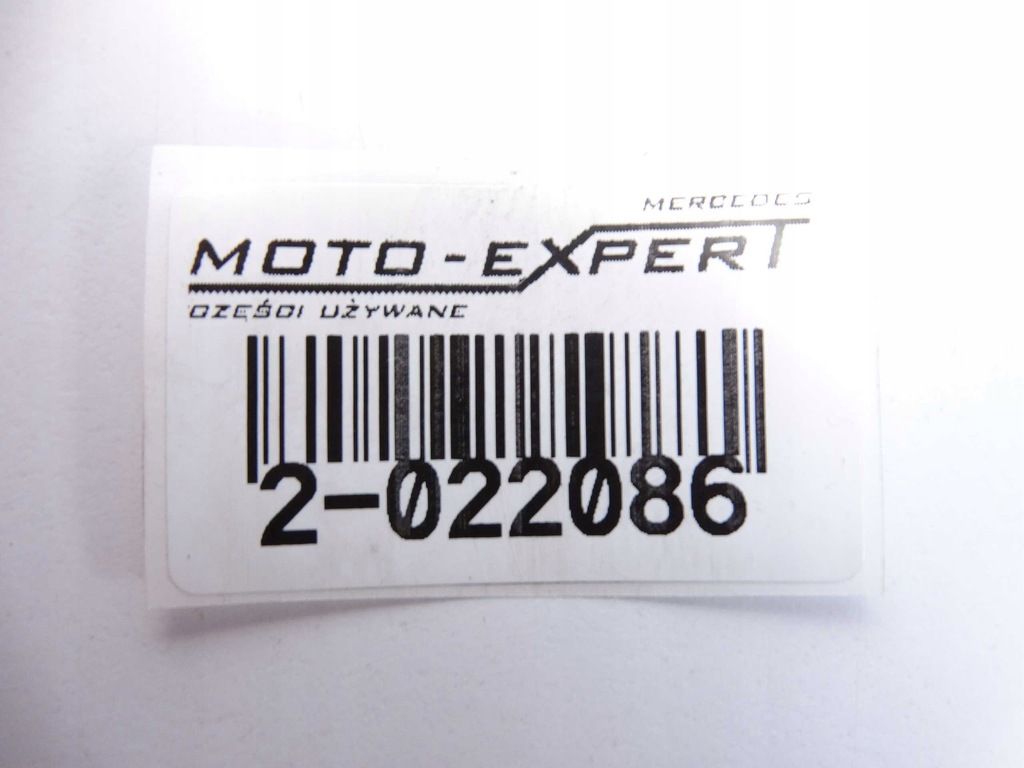 MERCEDES
MOTO-EXPERT
CZĘŚCI UŻYWANE
2-022086